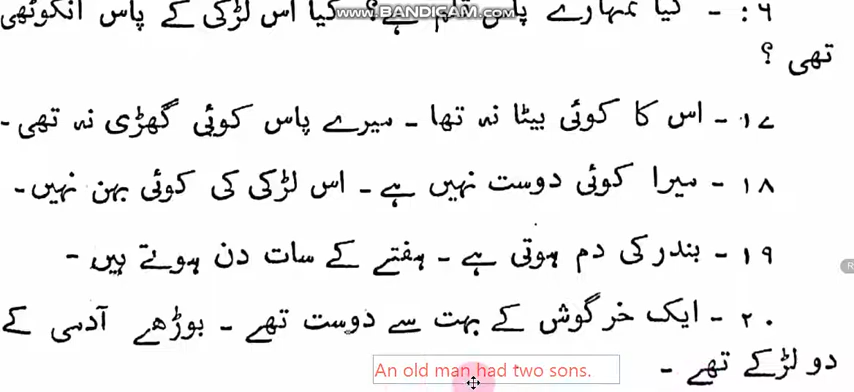 ۱۶ - کیا تمہارے پاس قلم ہے؟ کیا اس لڑکی کے پاس انگوٹھی
WWW.BANDICAM.COM
تھی ؟
۱۷ - اس کا کوئی بیٹا نہ تھا - میرے پاس کوئی گھڑی نہ تھی -
۱۸ - میرا کوئی دوست نہیں ہے - اس لڑکی کی کوئی بہن نہیں -
۱۹ - بندر کی دم ہوتی ہے - ہفتے کے سات دن ہوتے ہیں -
۲۰ - ایک خرگوش کے بہت سے دوست تھے - بوڑھے آدمی کے
دو لڑکے تھے -
An old man had two sons.